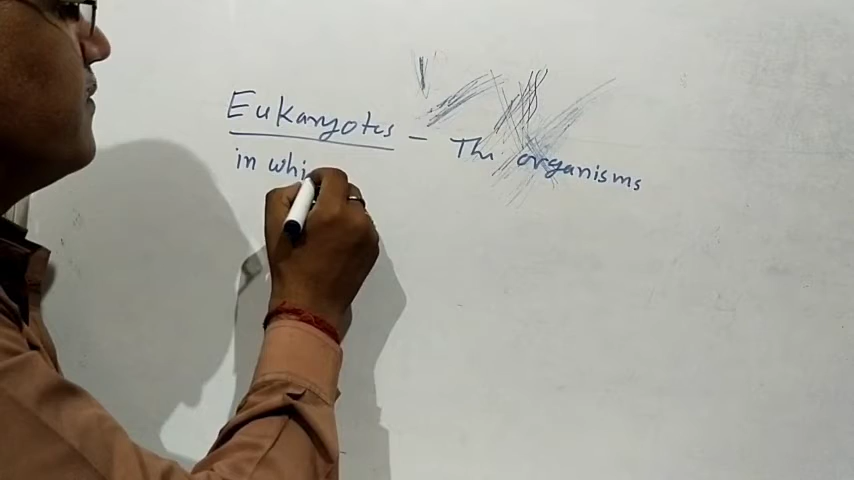 Eukaryotes – The organisms
in whi